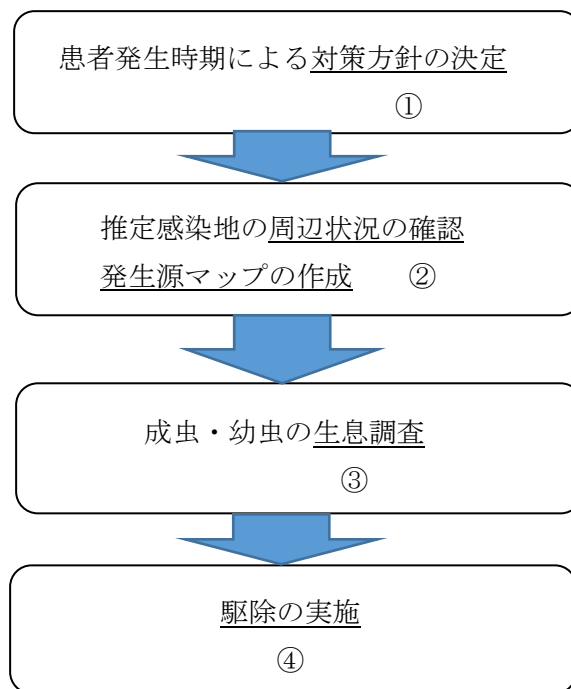 患者発生時期による対策方針の決定
①
推定感染地の周辺状況の確認
発生源マップの作成 ②
成虫・幼虫の生息調査
③
駆除の実施
④